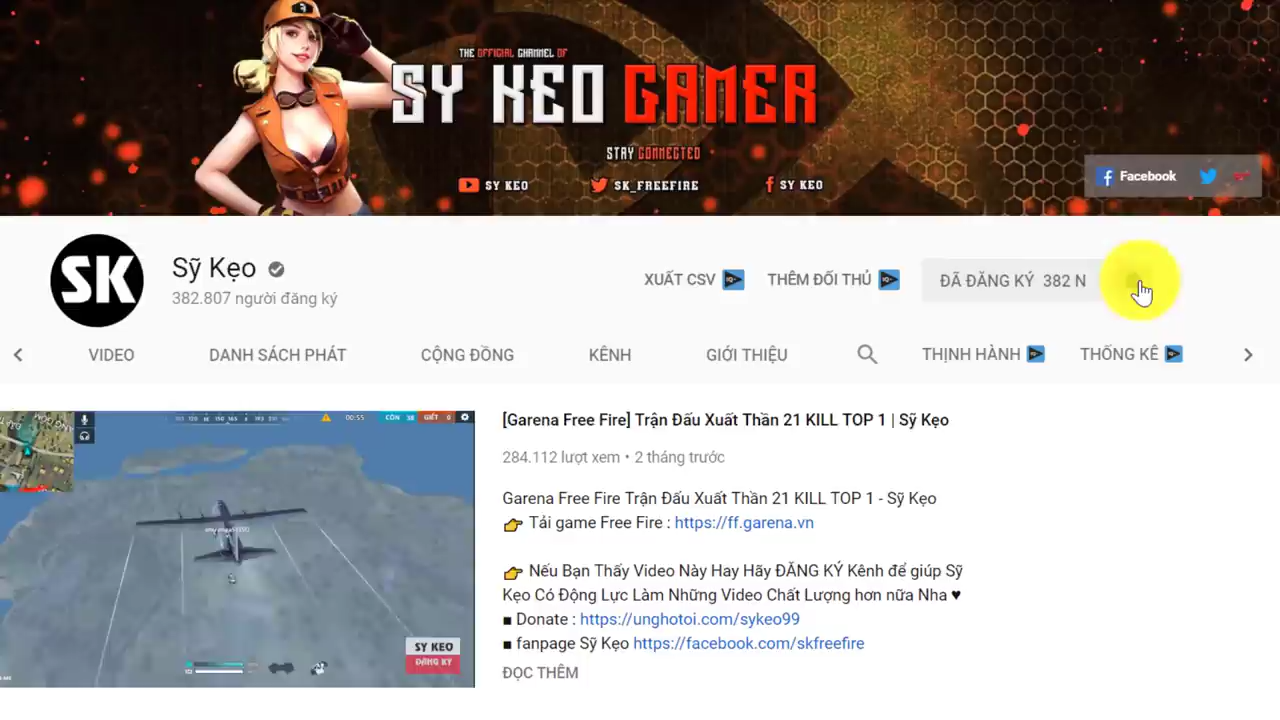 THE OFFICIAL CHANNEL OF
SY KEO GAMER
STAY CONNECTED
SY KEO
SK_FREEFIRE
SY KEO
Facebook
SK
Sỹ Kẹo
382.807 người đăng ký
XUẤT CSV
THÊM ĐỐI THỦ
ĐÃ ĐĂNG KÝ 382 N
VIDEO
DANH SÁCH PHÁT
CỘNG ĐỒNG
KÊNH
GIỚI THIỆU
THỊNH HÀNH
THỐNG KÊ
00:55
CÒN 38
GIẾT 0
SY KEO
ĐĂNG KÝ
[Garena Free Fire] Trận Đấu Xuất Thần 21 KILL TOP 1 | Sỹ Kẹo
284.112 lượt xem • 2 tháng trước
Garena Free Fire Trận Đấu Xuất Thần 21 KILL TOP 1 - Sỹ Kẹo
👉 Tải game Free Fire : https://ff.garena.vn
👉 Nếu Bạn Thấy Video Này Hay Hãy ĐĂNG KÝ Kênh để giúp Sỹ
Kẹo Có Động Lực Làm Những Video Chất Lượng hơn nữa Nha ♥
■ Donate : https://unghotoi.com/sykeo99
■ fanpage Sỹ Kẹo https://facebook.com/skfreefire
ĐỌC THÊM